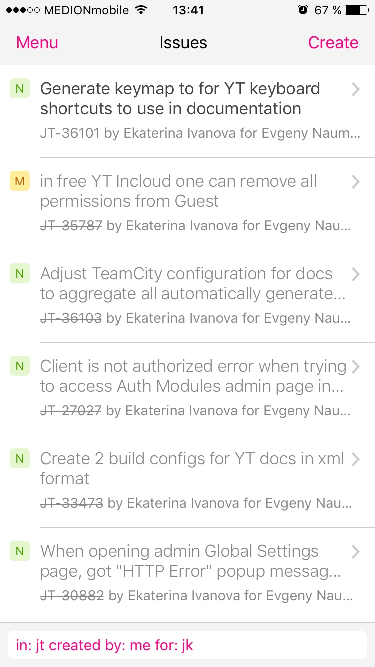 MEDIONmobile 13:41 67 %
Menu Issues Create
N Generate keymap to for YT keyboard
shortcuts to use in documentation
JT-36101 by Ekaterina Ivanova for Evgeny Naum...
M in free YT Incloud one can remove all
permissions from Guest
JT-35787 by Ekaterina Ivanova for Evgeny Nau...
N Adjust TeamCity configuration for docs
to aggregate all automatically generate...
JT-36103 by Ekaterina Ivanova for Evgeny Nau...
N Client is not authorized error when trying
to access Auth Modules admin page in...
JT-27027 by Ekaterina Ivanova for Evgeny Nau...
N Create 2 build configs for YT docs in xml
format
JT-33473 by Ekaterina Ivanova for Evgeny Nau...
N When opening admin Global Settings
page, got "HTTP Error" popup messag...
JT-30882 by Ekaterina Ivanova for Evgeny Nau...
in: jt created by: me for: jk